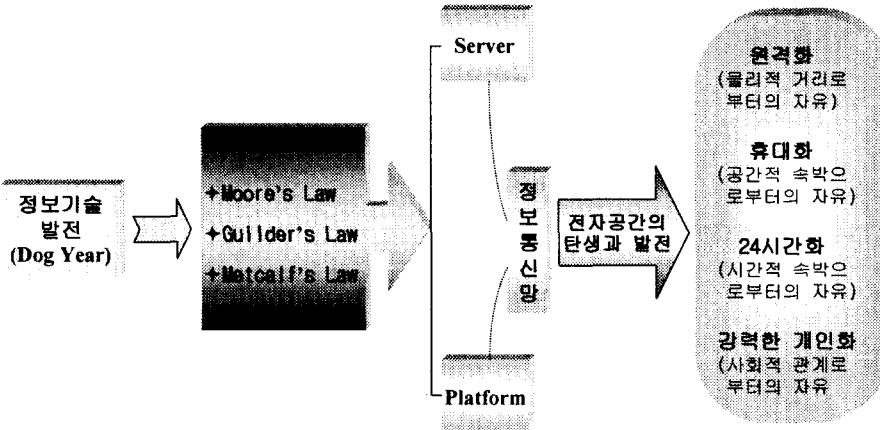 정보기술
발전
(Dog Year)
+Moore's Law
+Guilder's Law
+Metcalf's Law
Server
정
보
통
신
망
Platform
전자공간의
탄생과 발전
원격화
(물리적 거리로
부터의 자유)
휴대화
(공간적 속박으
로부터의 자유)
24시간화
(시간적 속박으
로부터의 자유)
강력한 개인화
(사회적 관계로
부터의 자유